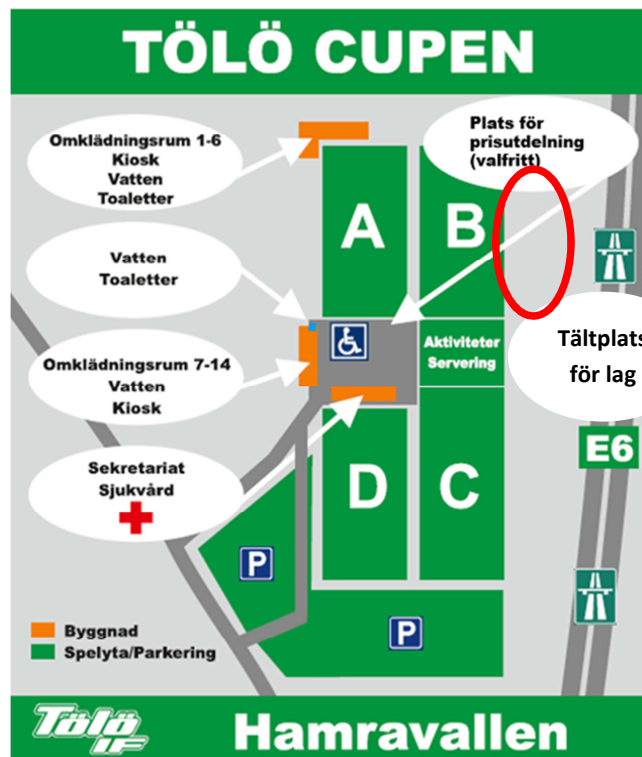 TÖLÖ CUPEN
Omklädningsrum 1-6
Kiosk
Vatten
Toaletter
Plats för
prisutdelning
(valfritt)
A
B
Vatten
Toaletter
Aktiviteter
Servering
Tältplats
för lag
Omklädningsrum 7-14
Vatten
Kiosk
E6
Sekretariat
Sjukvård
D
C
P
P
Byggnad
Spelyta/Parkering
Tölö
IF
Hamravallen